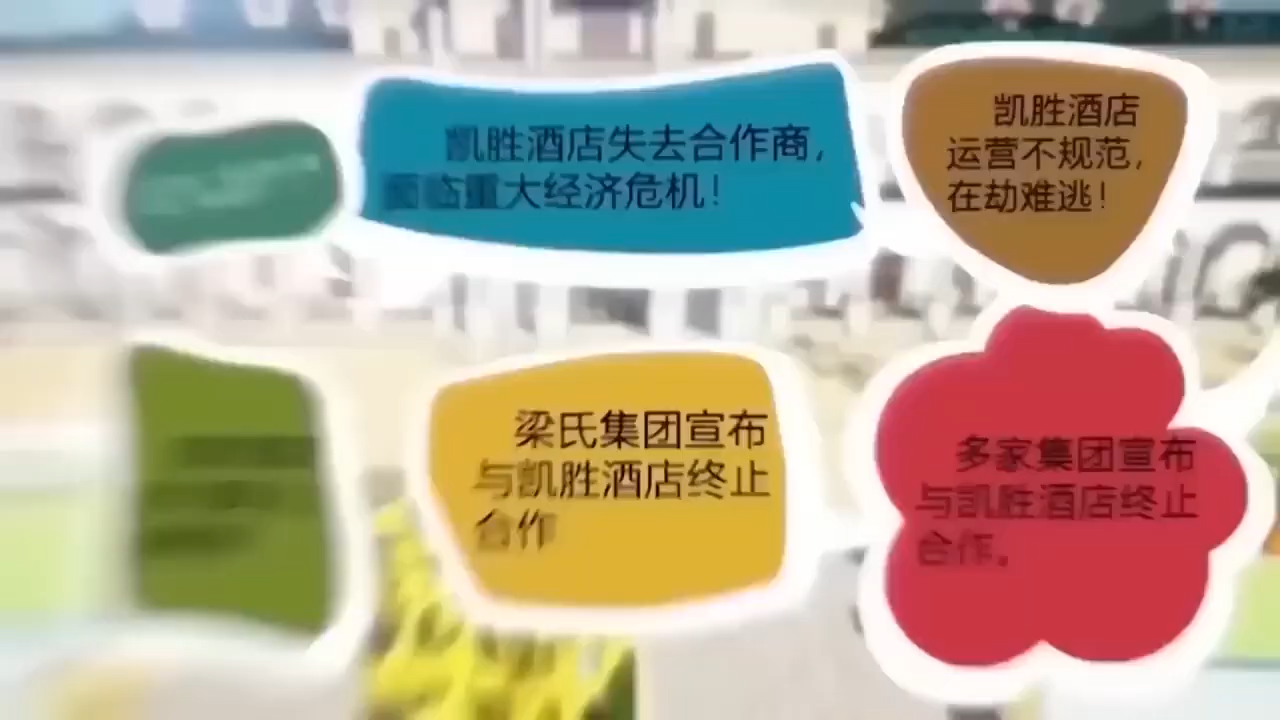 凯胜酒店失去合作商，
面临重大经济危机！
凯胜酒店
运营不规范，
在劫难逃！
梁氏集团宣布
与凯胜酒店终止
合作
多家集团宣布
与凯胜酒店终止
合作。